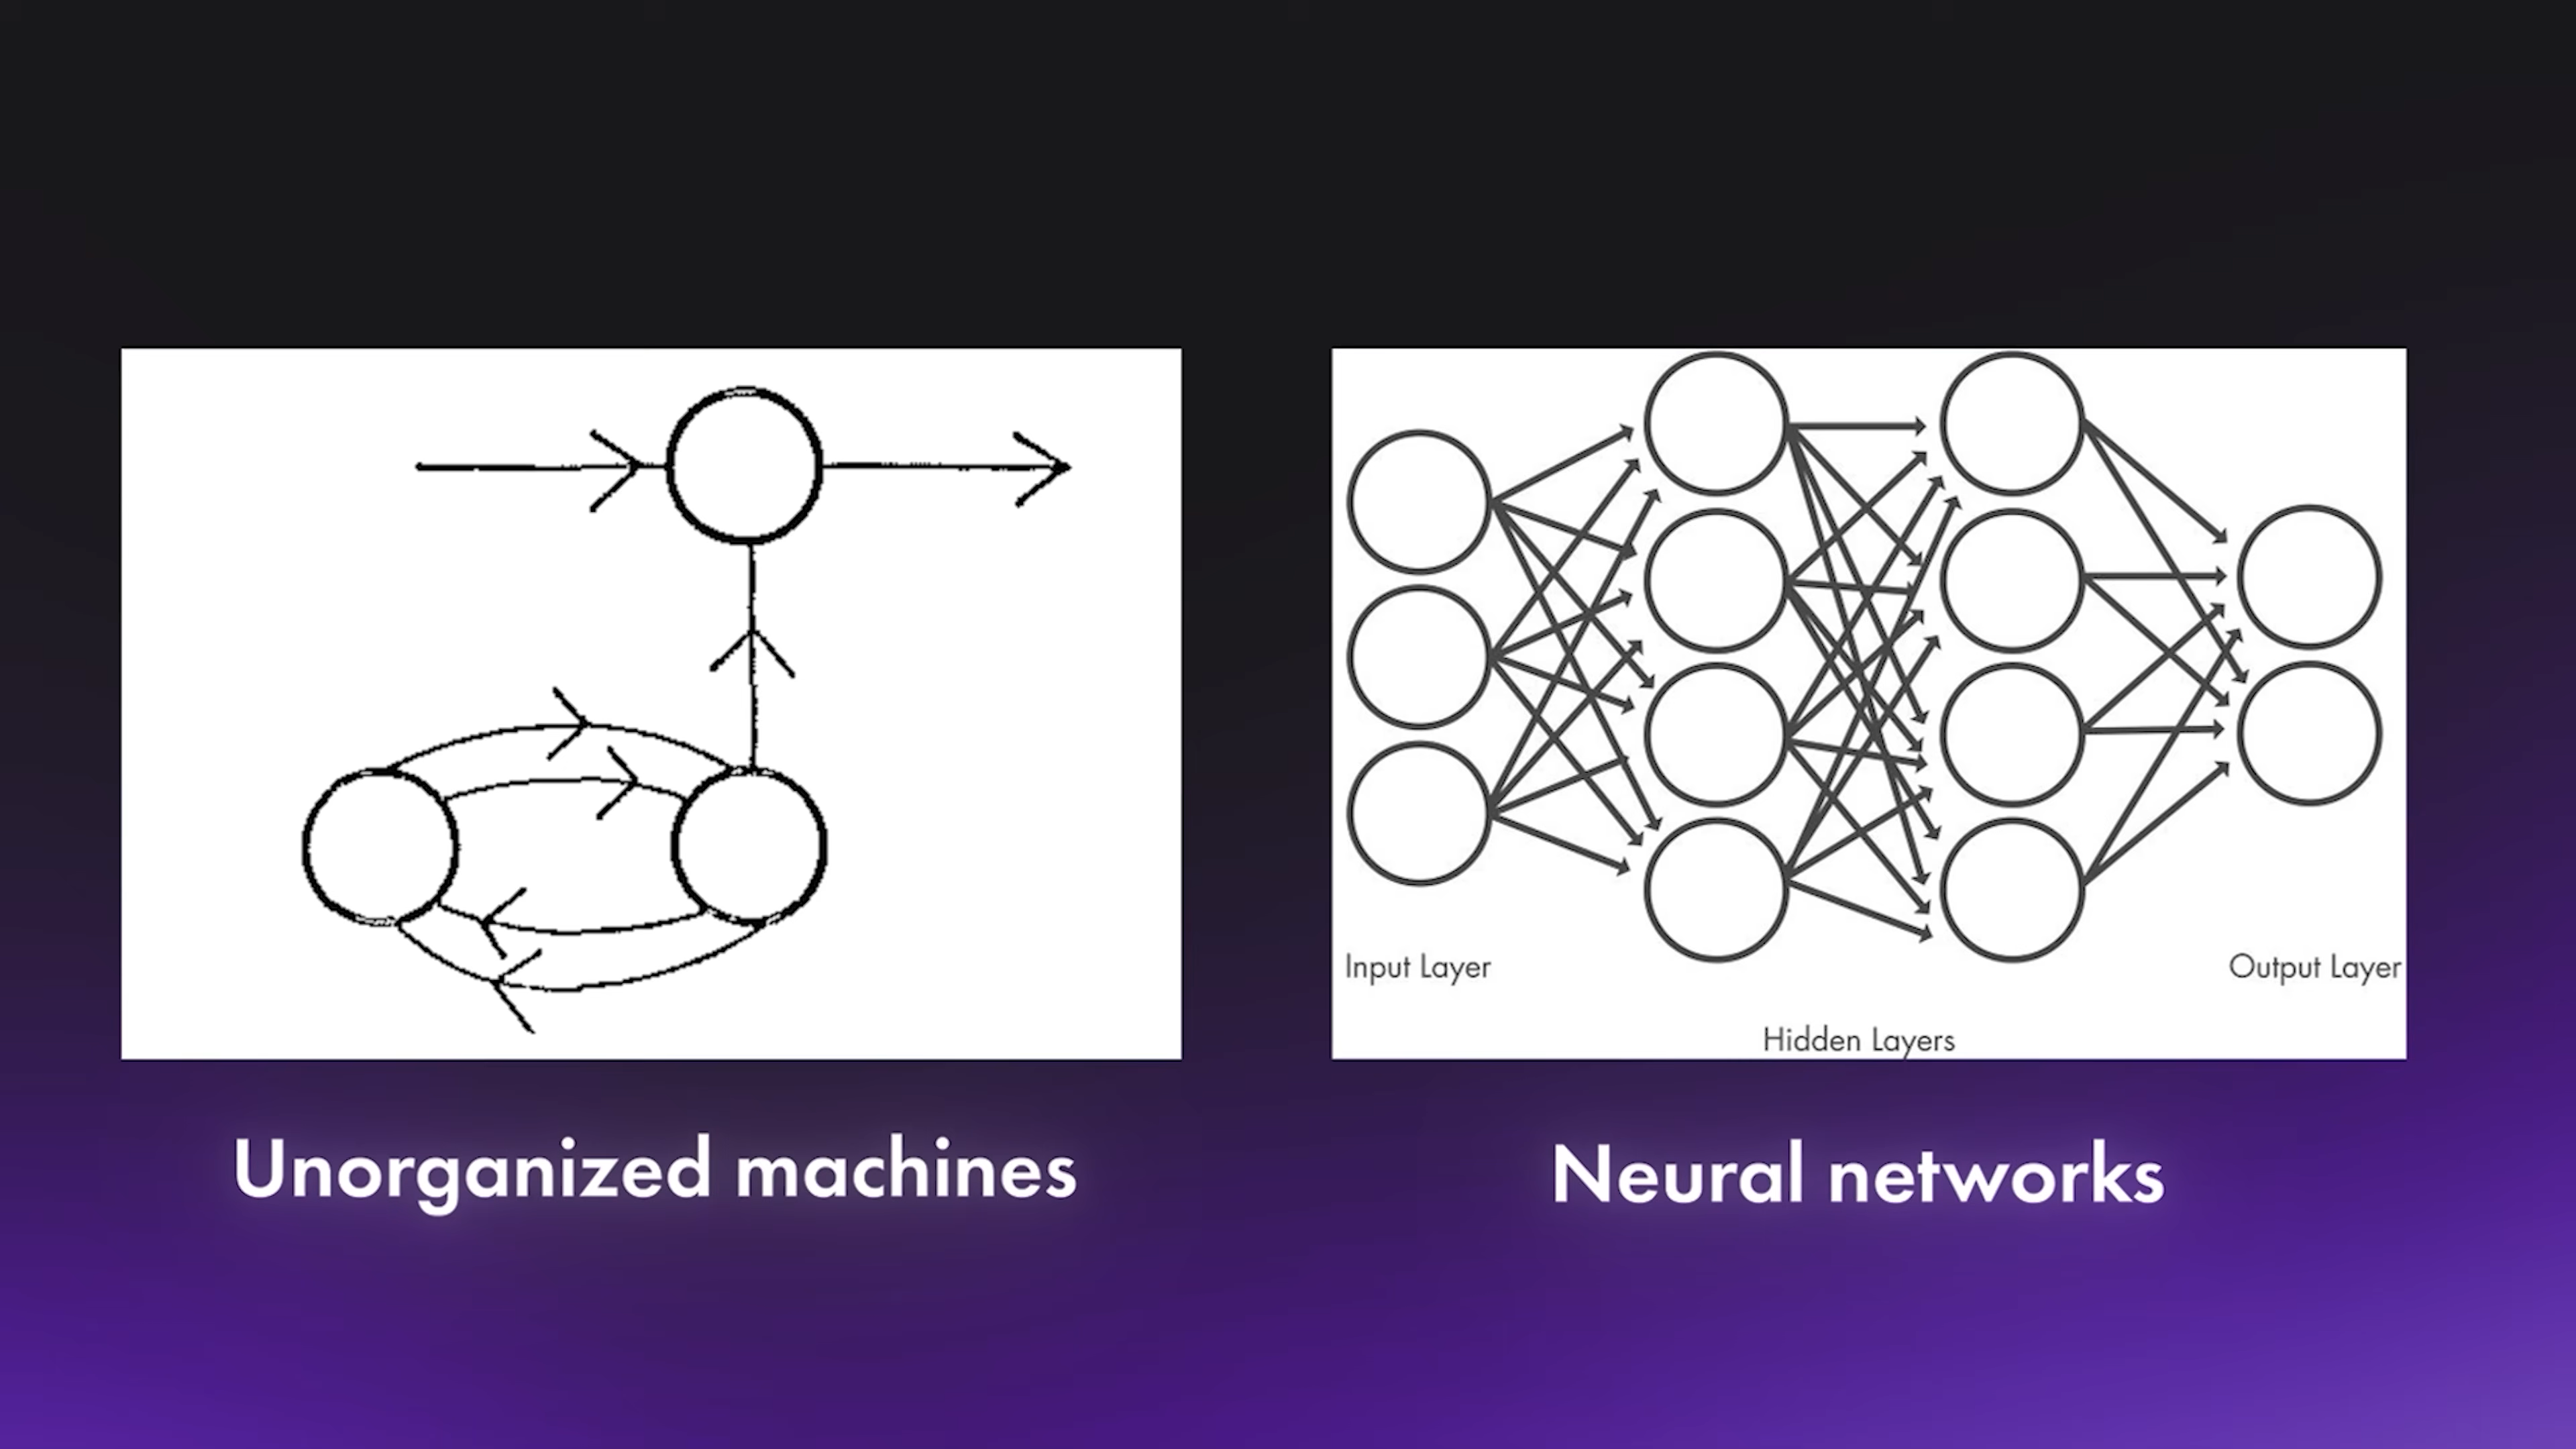 Input Layer
Output Layer
Hidden Layers
Unorganized machines
Neural networks